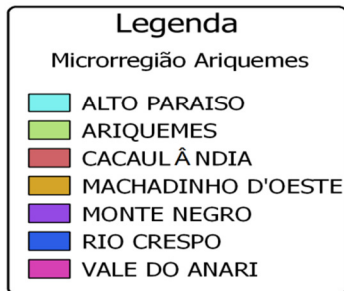 Legenda
Microrregião Ariquemes
ALTO PARAISO
ARIQUEMES
CACAUL NDIA
MACHADINHO D'OESTE
MONTE NEGRO
RIO CRESPO
VALE DO ANARI